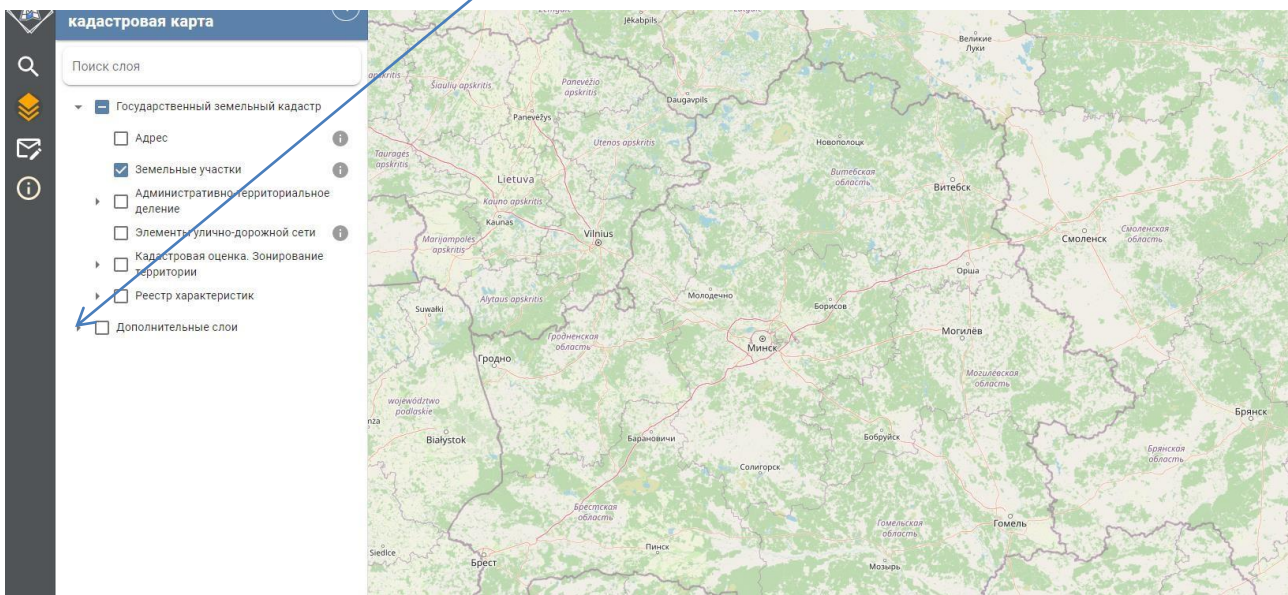 кадастровая карта
Поиск слоя
Государственный земельный кадастр
Адрес
Земельные участки
Административно-территориальное
деление
Элементы улично-дорожной сети
Кадастровая оценка. Зонирование
территории
Реестр характеристик
Дополнительные слои
Jēkabpils
Великие
Луки
apskritis
Šiaulių apskritis
Panevėžio
apskritis
Daugavpils
Panevėžys
Utenos apskritis
Новополоцк
Tauragės
apskritis
Lietuva
Витебская
область
Витебск
Kauno apskritis
Kaunas
Vilnius
Marijampolės
apskritis
Смоленск
Смоленская
область
Орша
Alytaus apskritis
Молодечно
Борисов
Suwałki
Могилёв
Гродненская
область
Минск
Гродно
Могилёвская
область
województwo
podlaskie
Брянск
Białystok
Барановичи
Бобруйск
Брянская
область
Солигорск
Брестская
область
Гомельская
область
Гомель
Пинск
Siedlce
Брест
Мозырь